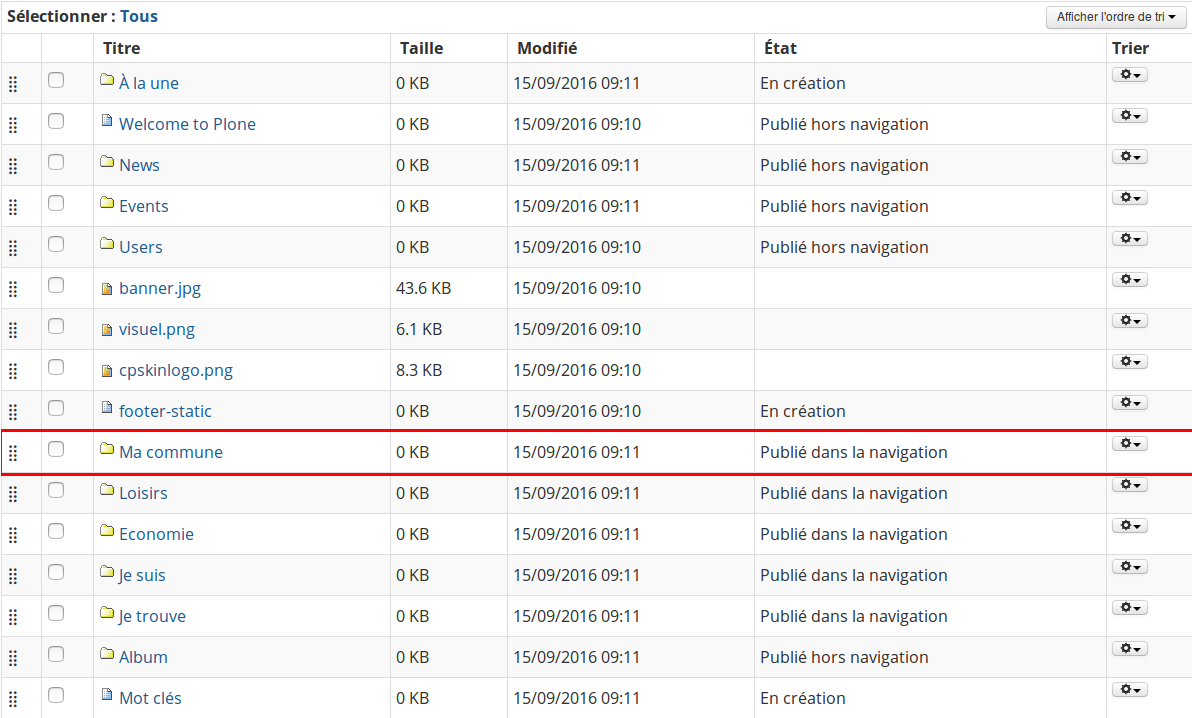 Sélectionner : Tous Afficher l'ordre de tri
Titre Taille Modifié État Trier
À la une 0 KB 15/09/2016 09:11 En création
Welcome to Plone 0 KB 15/09/2016 09:10 Publié hors navigation
News 0 KB 15/09/2016 09:11 Publié hors navigation
Events 0 KB 15/09/2016 09:11 Publié hors navigation
Users 0 KB 15/09/2016 09:10 Publié hors navigation
banner.jpg 43.6 KB 15/09/2016 09:10
visuel.png 6.1 KB 15/09/2016 09:10
cpskinlogo.png 8.3 KB 15/09/2016 09:10
footer-static 0 KB 15/09/2016 09:10 En création
Ma commune 0 KB 15/09/2016 09:11 Publié dans la navigation
Loisirs 0 KB 15/09/2016 09:11 Publié dans la navigation
Economie 0 KB 15/09/2016 09:11 Publié dans la navigation
Je suis 0 KB 15/09/2016 09:11 Publié dans la navigation
Je trouve 0 KB 15/09/2016 09:11 Publié dans la navigation
Album 0 KB 15/09/2016 09:11 Publié hors navigation
Mot clés 0 KB 15/09/2016 09:11 En création